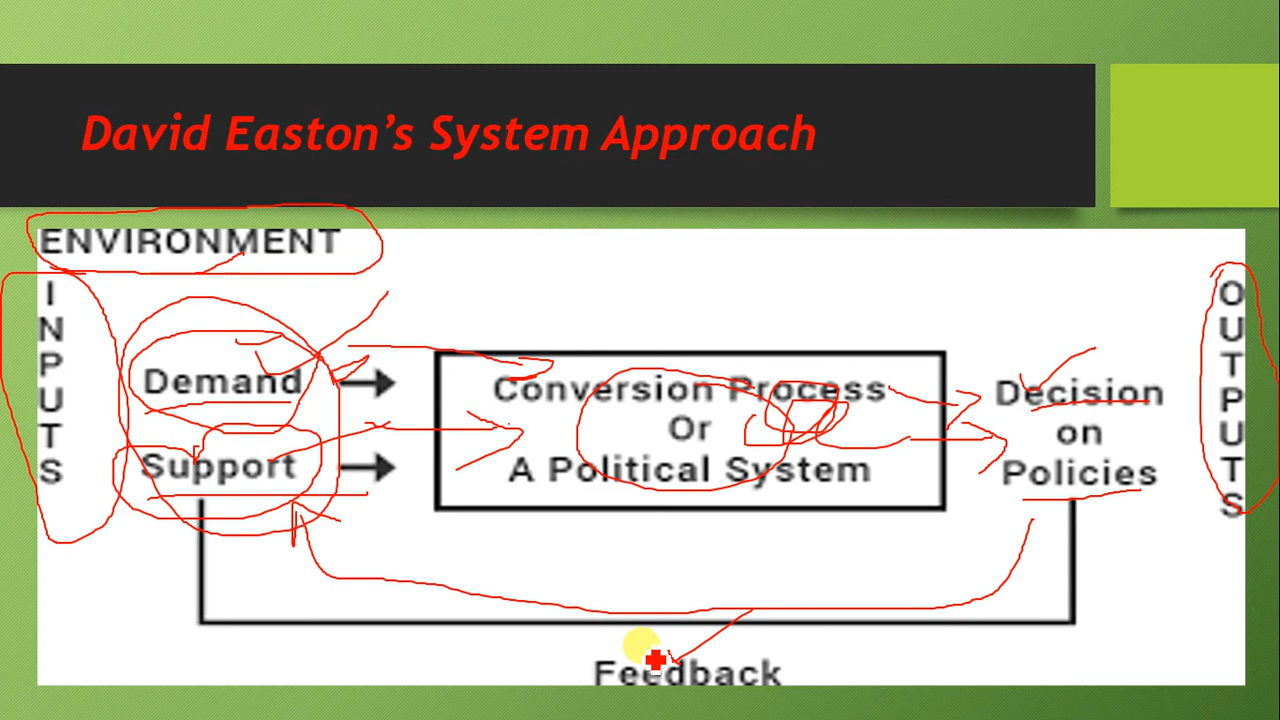 David Easton's System Approach
ENVIRONMENT
INPUTS
Demand
Support
Conversion Process
Or
A Political System
Decision
on
Policies
OUTPUTS
Feedback